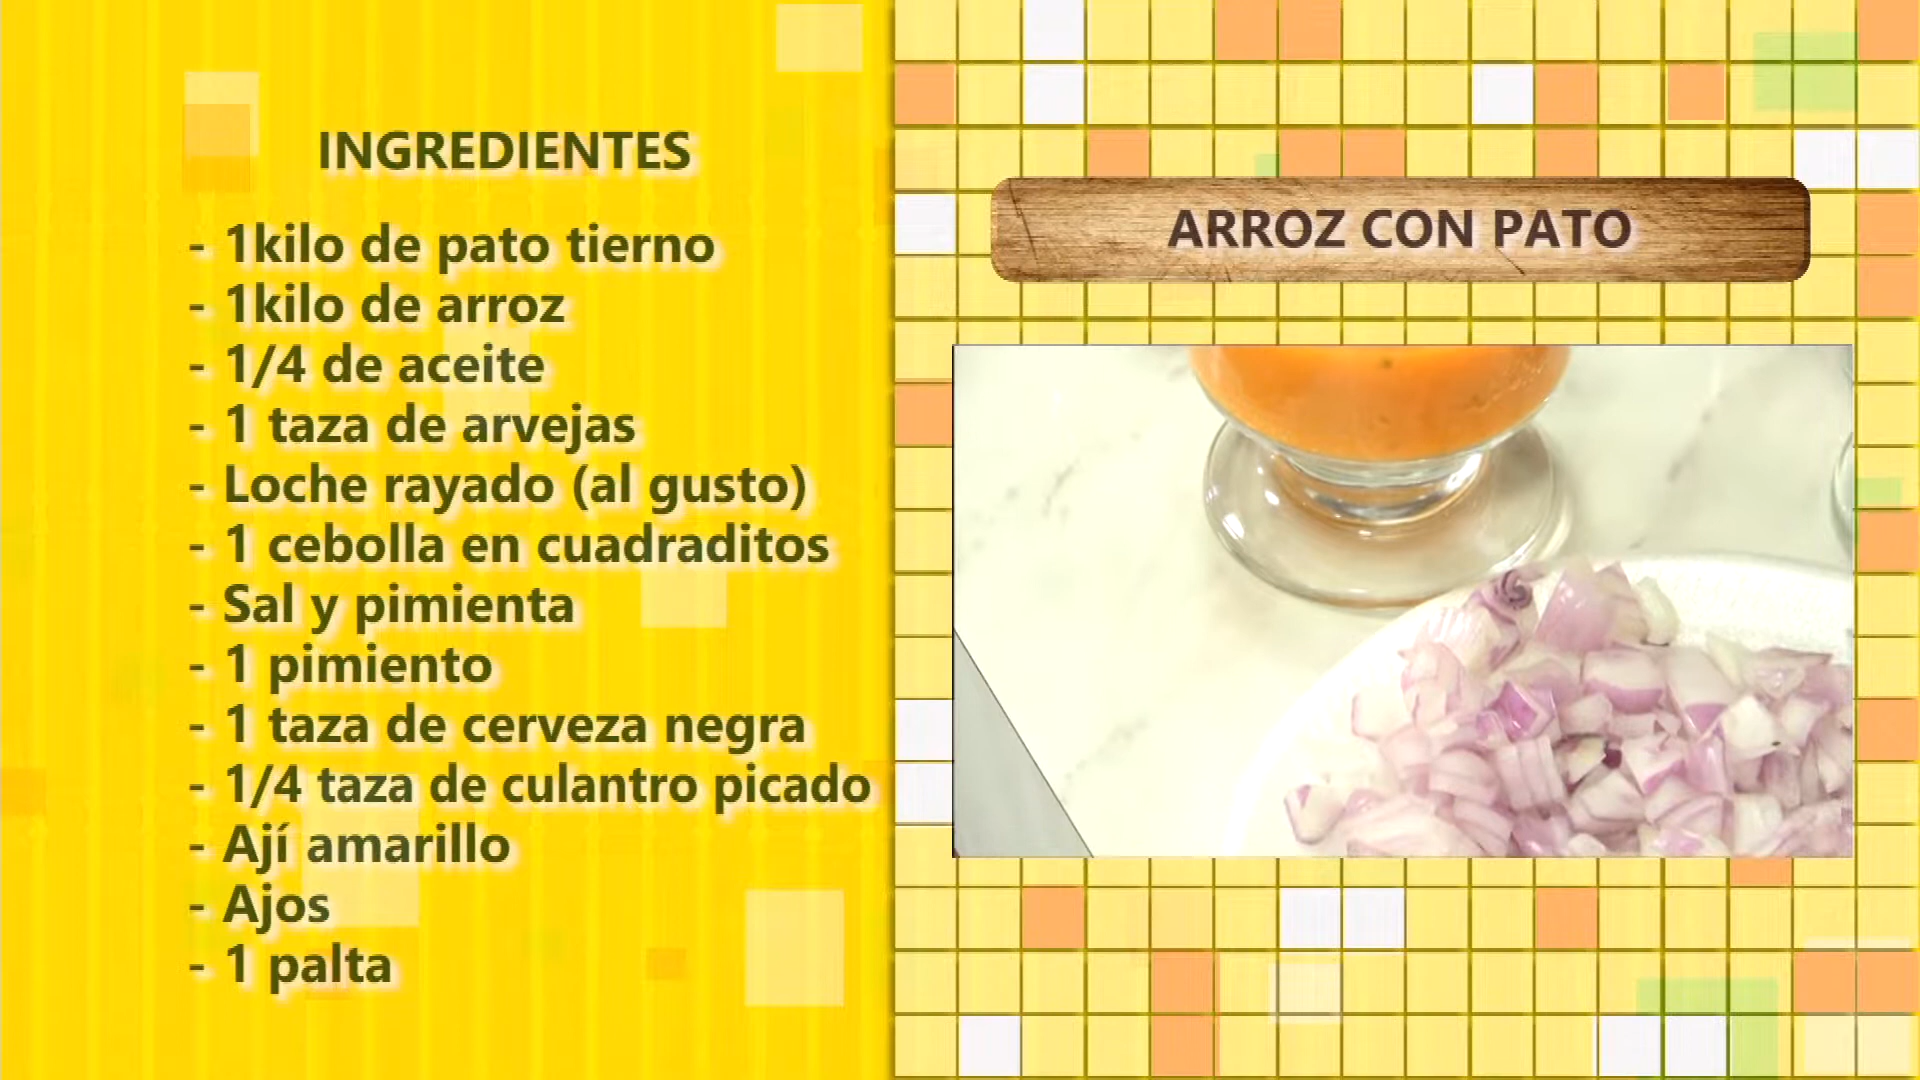 INGREDIENTES
- 1kilo de pato tierno
- 1kilo de arroz
- 1/4 de aceite
- 1 taza de arvejas
- Loche rayado (al gusto)
- 1 cebolla en cuadraditos
- Sal y pimienta
- 1 pimiento
- 1 taza de cerveza negra
- 1/4 taza de culantro picado
- Ají amarillo
- Ajos
- 1 palta
ARROZ CON PATO